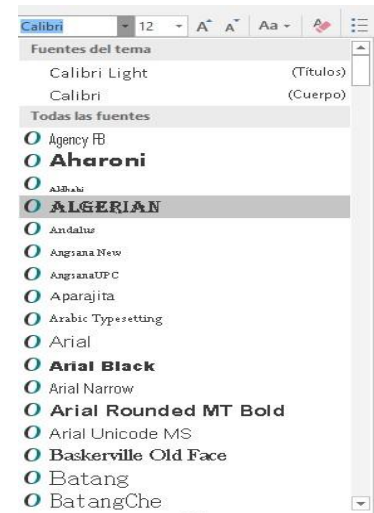 Calibri 12 A A Aa
Fuentes del tema
Calibri Light (Títulos)
Calibri (Cuerpo)
Todas las fuentes
O Agency FB
O Aharoni
O Aldhabi
O ALGERIAN
O Andalus
O Angsana New
O AngsanaUPC
O Aparajita
O Arabic Typesetting
O Arial
O Arial Black
O Arial Narrow
O Arial Rounded MT Bold
O Arial Unicode MS
O Baskerville Old Face
O Batang
O BatangChe